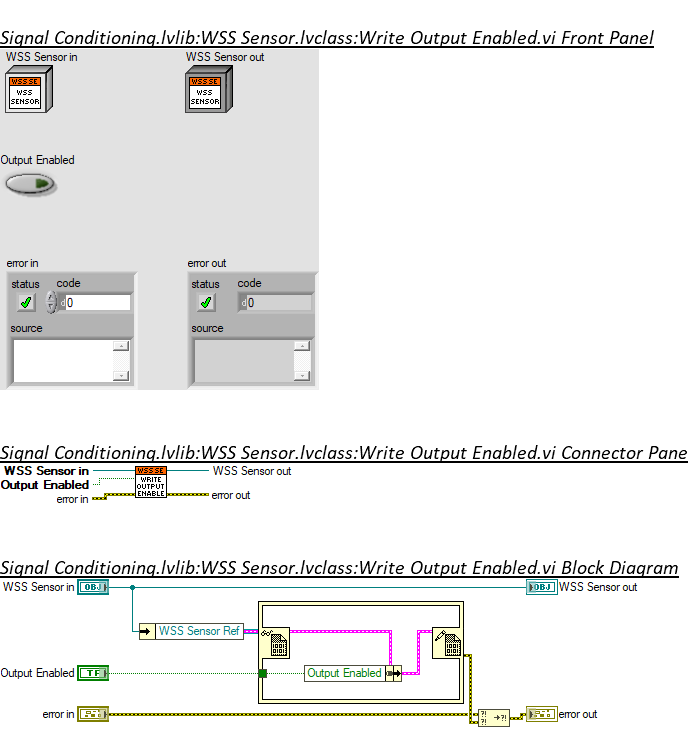 Signal Conditioning.lvlib:WSS Sensor.lvclass:Write Output Enabled.vi Front Panel
WSS Sensor in WSS Sensor out
WSS SE WSS SE
WSS WSS
SENSOR SENSOR
Output Enabled
error in error out
status code status code
d 0 d 0
source source
Signal Conditioning.lvlib:WSS Sensor.lvclass:Write Output Enabled.vi Connector Pane
WSS Sensor in WSS SE WSS Sensor out
Output Enabled WRITE
OUTPUT
error in ENABLE error out
Signal Conditioning.lvlib:WSS Sensor.lvclass:Write Output Enabled.vi Block Diagram
WSS Sensor in OBJ OBJ WSS Sensor out
WSS Sensor Ref
Output Enabled TF Output Enabled
error in ?! ?! →?! error out